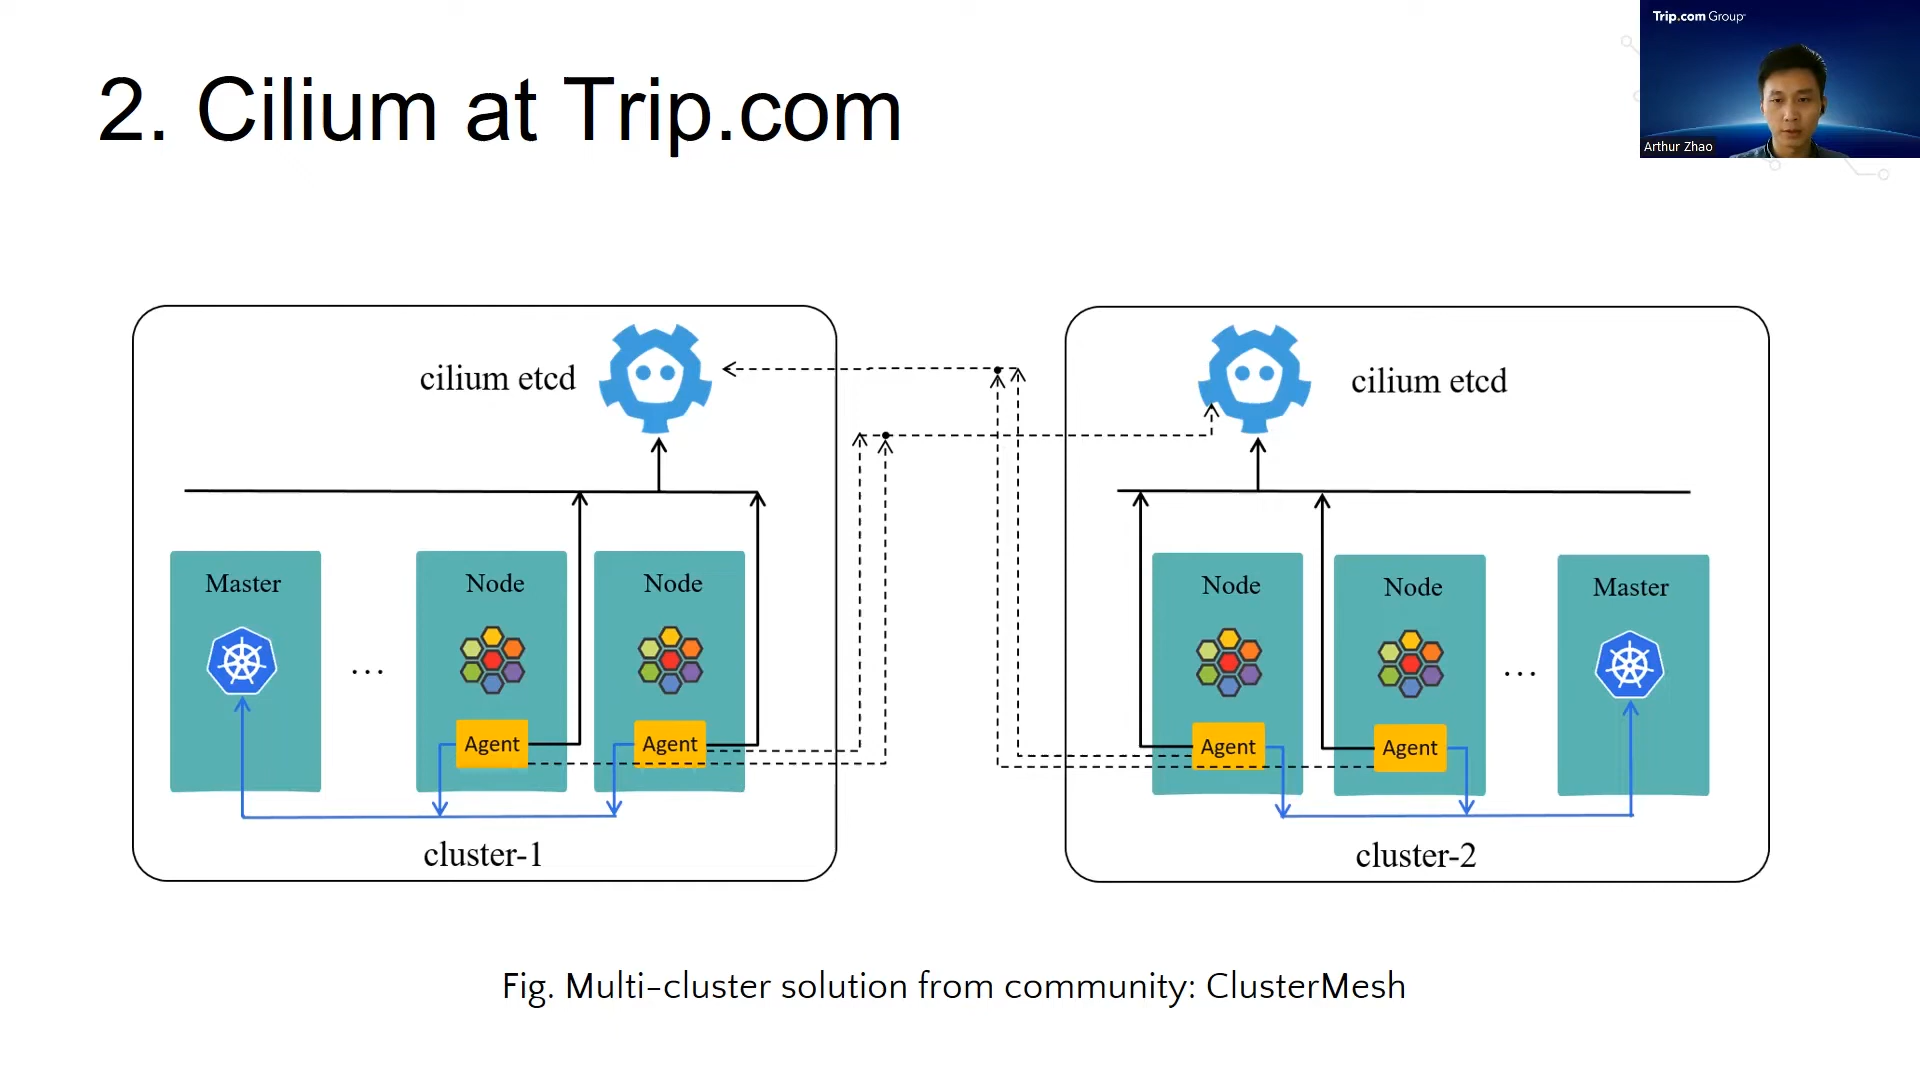 Trip.com Group
2. Cilium at Trip.com
Arthur Zhao
cilium etcd
cilium etcd
Master
...
Node
Node
Node
Node
...
Master
Agent
Agent
Agent
Agent
cluster-1
cluster-2
Fig. Multi-cluster solution from community: ClusterMesh